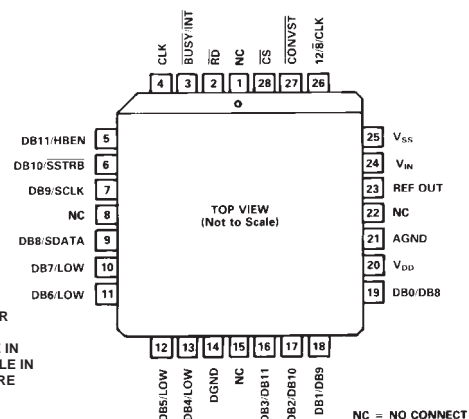 CLK
BUSY/INT
RD
NC
CS
CONVST
12/8/CLK
4
3
2
1
28
27
26
DB11/HBEN 5
DB10/SSTRB 6
DB9/SCLK 7
NC 8
DB8/SDATA 9
DB7/LOW 10
DB6/LOW 11
TOP VIEW
(Not to Scale)
25 VSS
24 VIN
23 REF OUT
22 NC
21 AGND
20 VDD
19 DB0/DB8
R
E IN
LE IN
RE
12
13
14
15
16
17
18
DB5/LOW
DB4/LOW
DGND
NC
DB3/DB11
DB2/DB10
DB1/DB9
NC = NO CONNECT